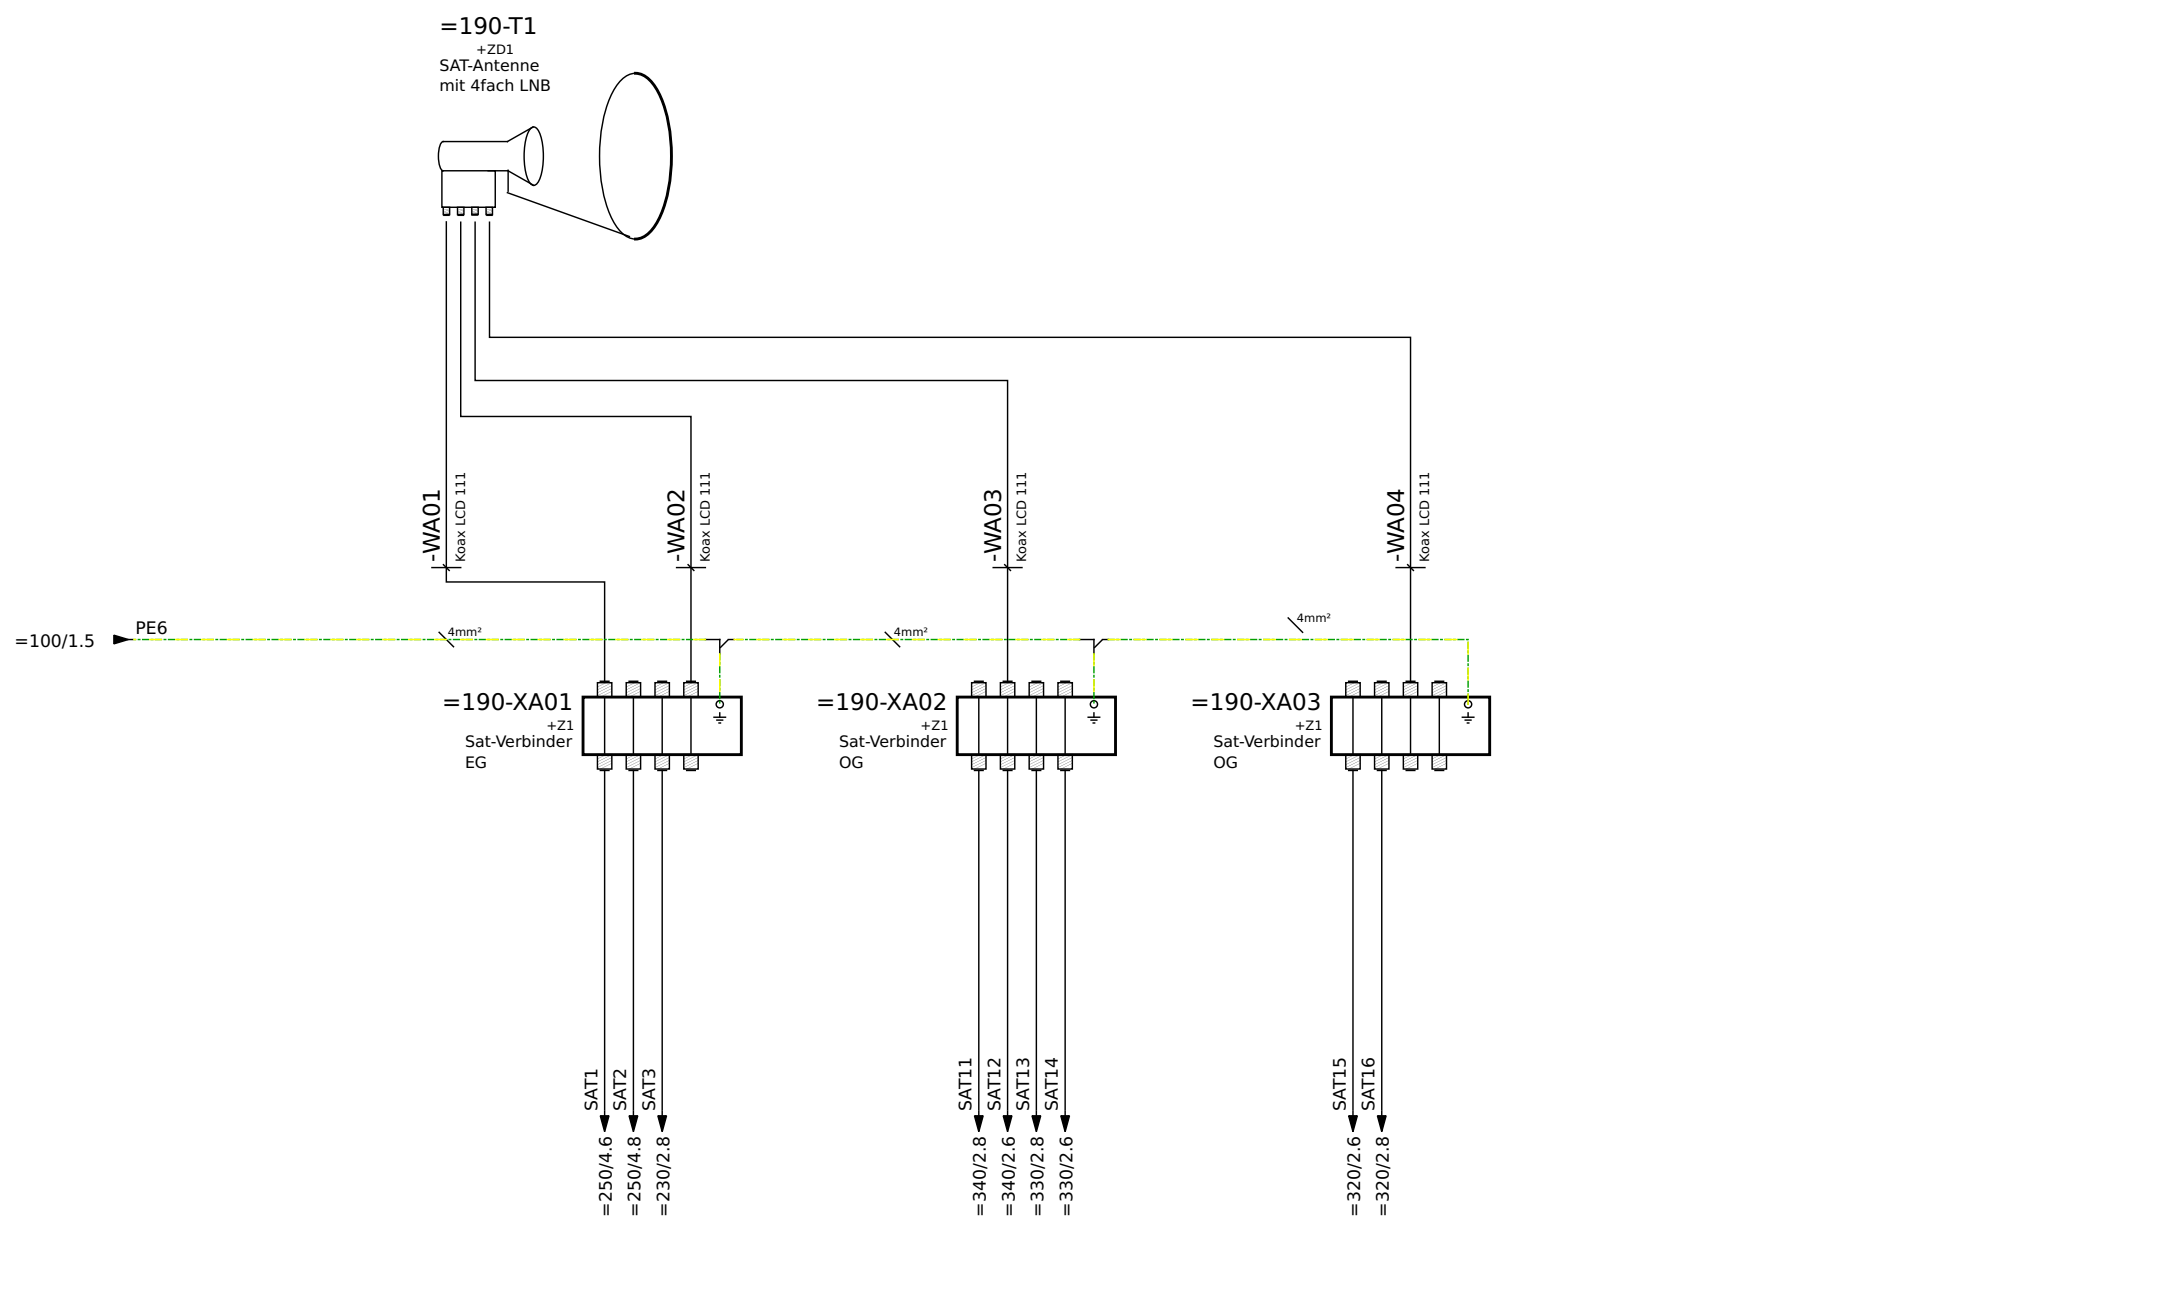 =190-T1
+ZD1
SAT-Antenne
mit 4fach LNB
-WA01
Koax LCD 111
-WA02
Koax LCD 111
-WA03
Koax LCD 111
-WA04
Koax LCD 111
=100/1.5
PE6
4mm²
4mm²
4mm²
=190-XA01
+Z1
Sat-Verbinder
EG
=190-XA02
+Z1
Sat-Verbinder
OG
=190-XA03
+Z1
Sat-Verbinder
OG
SAT1
SAT2
SAT3
SAT11
SAT12
SAT13
SAT14
SAT15
SAT16
=250/4.6
=250/4.8
=230/2.8
=340/2.8
=340/2.6
=330/2.8
=330/2.6
=320/2.6
=320/2.8